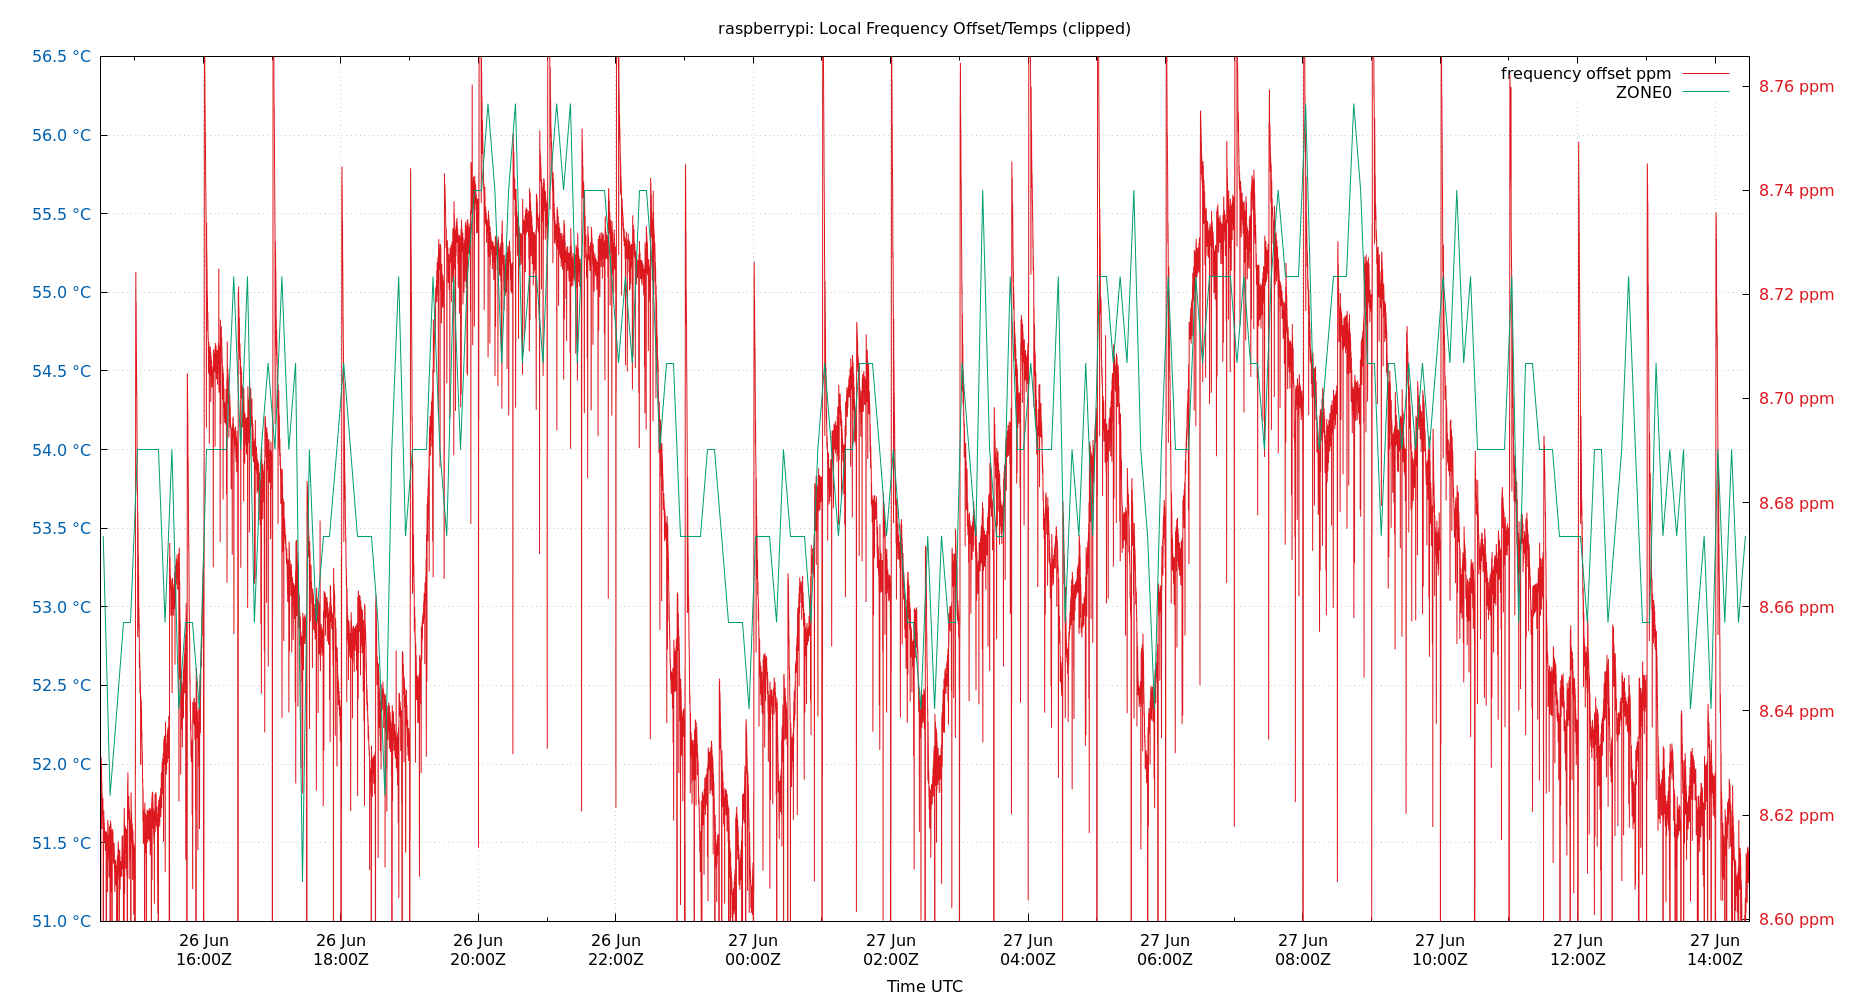 raspberrypi: Local Frequency Offset/Temps (clipped)
frequency offset ppm
ZONE0
56.5 °C
56.0 °C
55.5 °C
55.0 °C
54.5 °C
54.0 °C
53.5 °C
53.0 °C
52.5 °C
52.0 °C
51.5 °C
51.0 °C
8.76 ppm
8.74 ppm
8.72 ppm
8.70 ppm
8.68 ppm
8.66 ppm
8.64 ppm
8.62 ppm
8.60 ppm
26 Jun 26 Jun 26 Jun 26 Jun 27 Jun 27 Jun 27 Jun 27 Jun 27 Jun 27 Jun 27 Jun 27 Jun
16:00Z 18:00Z 20:00Z 22:00Z 00:00Z 02:00Z 04:00Z 06:00Z 08:00Z 10:00Z 12:00Z 14:00Z
Time UTC